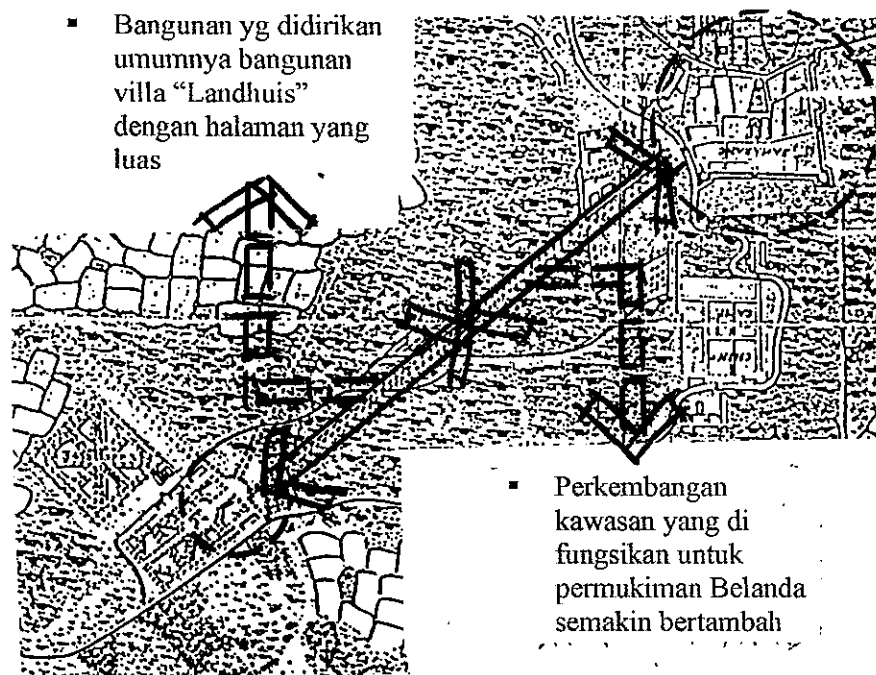 ▪ Bangunan yg didirikan
umumnya bangunan
villa “Landhuis”
dengan halaman yang
luas
▪ Perkembangan
kawasan yang di
fungsikan untuk
permukiman Belanda
semakin bertambah